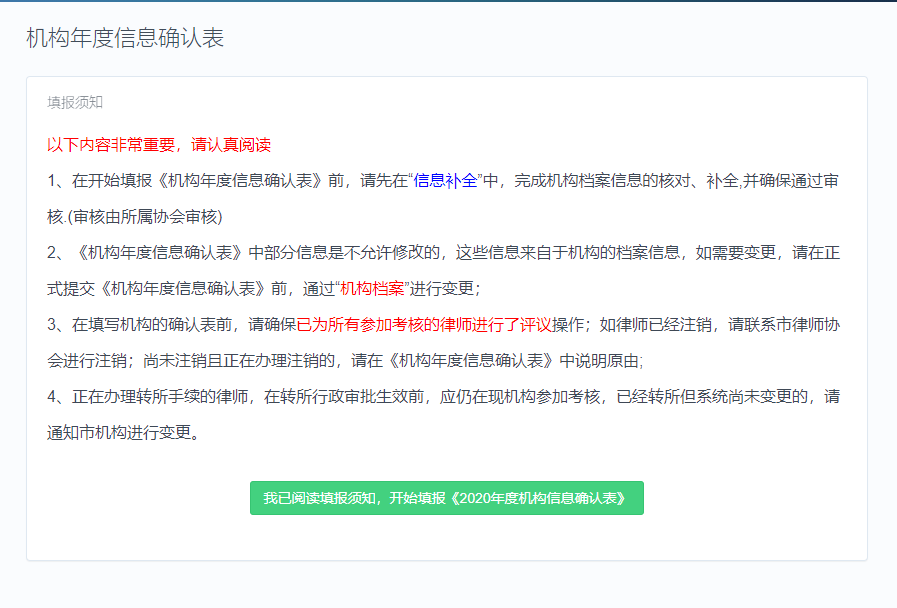 机构年度信息确认表
填报须知
以下内容非常重要，请认真阅读
1、在开始填报《机构年度信息确认表》前，请先在“信息补全”中，完成机构档案信息的核对、补全,并确保通过审
核.(审核由所属协会审核)
2、《机构年度信息确认表》中部分信息是不允许修改的，这些信息来自于机构的档案信息，如需要变更，请在正
式提交《机构年度信息确认表》前，通过“机构档案”进行变更；
3、在填写机构的确认表前，请确保已为所有参加考核的律师进行了评议操作；如律师已经注销，请联系市律师协
会进行注销；尚未注销且正在办理注销的，请在《机构年度信息确认表》中说明原由;
4、正在办理转所手续的律师，在转所行政审批生效前，应仍在现机构参加考核，已经转所但系统尚未变更的，请
通知市机构进行变更。
我已阅读填报须知，开始填报《2020年度机构信息确认表》